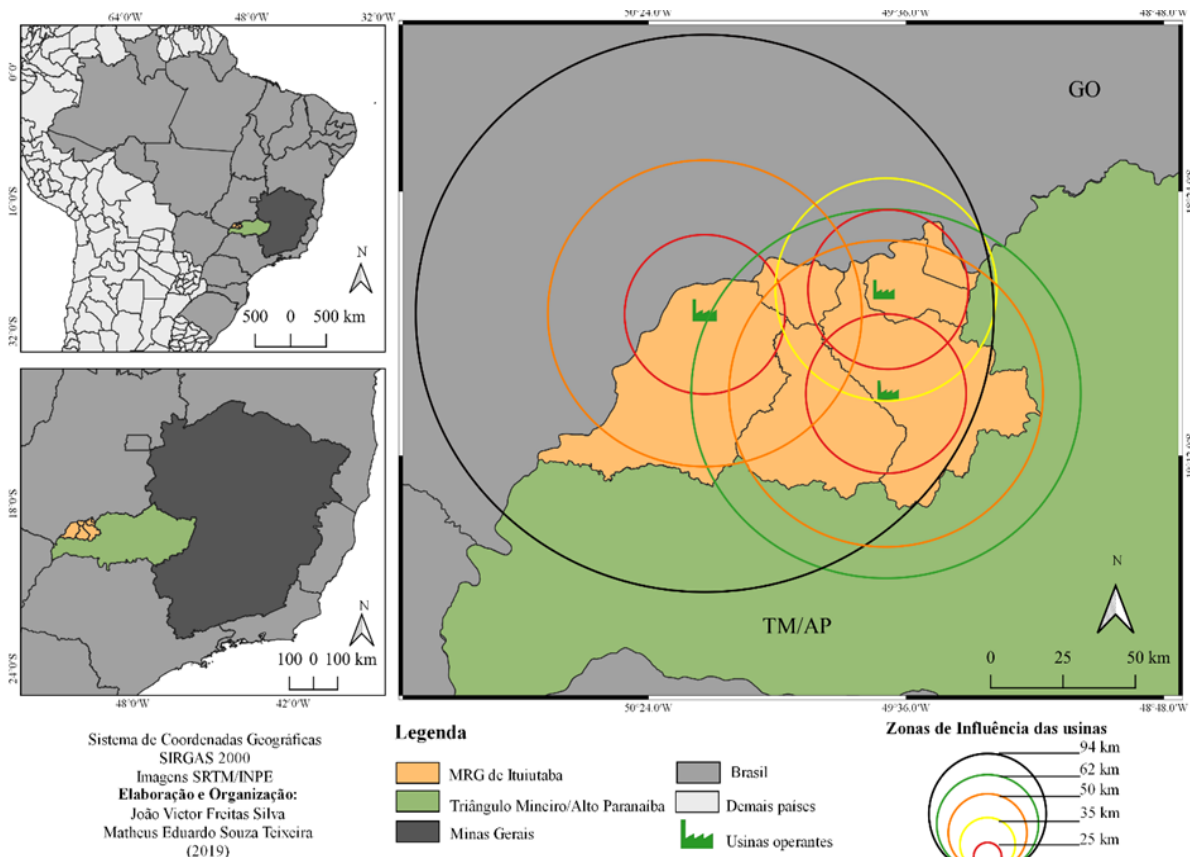 64°0'W 48°0'W 32°0'W
0°0'
16°0'S
32°0'S
N
500 0 500 km
18°0'S
24°0'S
N
100 0 100 km
48°0'W 42°0'W
50°24'0"W 49°36'0"W 48°48'0"W
GO
TM/AP
N
0 25 50 km
50°24'0"W 49°36'0"W 48°48'0"W
Sistema de Coordenadas Geográficas
SIRGAS 2000
Imagens SRTM/INPE
Elaboração e Organização:
João Victor Freitas Silva
Matheus Eduardo Souza Teixeira
(2019)
Legenda
MRG de Ituiutaba
Triângulo Mineiro/Alto Paranaíba
Minas Gerais
Brasil
Demais países
Usinas operantes
Zonas de Influência das usinas
94 km
62 km
50 km
35 km
25 km